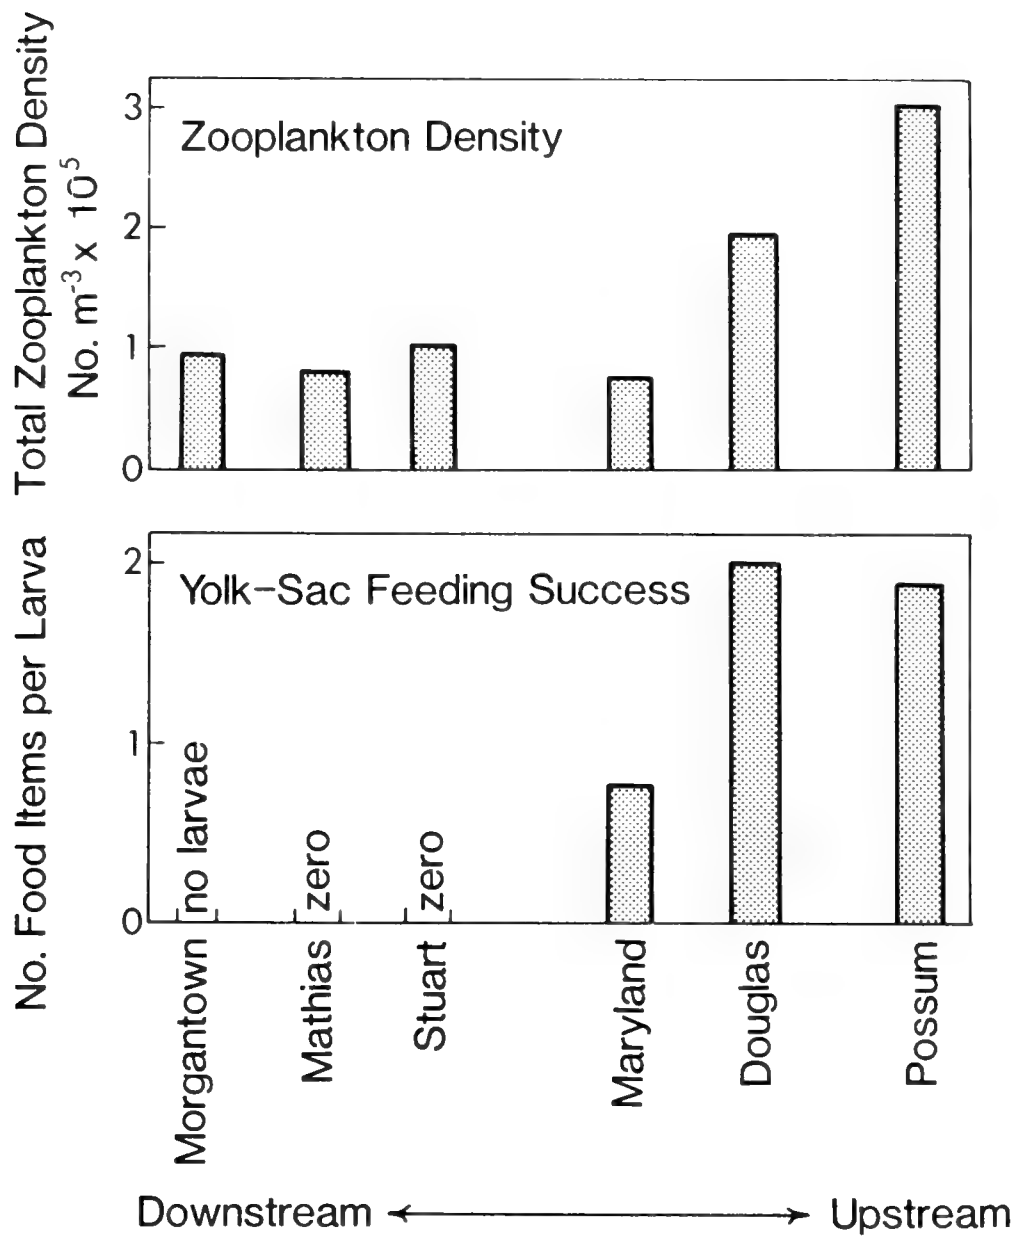 Total Zooplankton Density
No. m-3 x 10-5
3
2
1
0
Zooplankton Density
No. Food Items per Larva
2
1
0
Yolk-Sac Feeding Success
no larvae
zero
zero
Morgantown
Mathias
Stuart
Maryland
Douglas
Possum
Downstream
Upstream